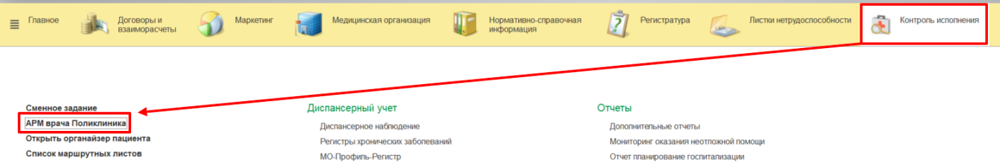 Главное
Договоры и
взаиморасчеты
Маркетинг
Медицинская организация
Нормативно-справочная
информация
Регистратура
Листки нетрудоспособности
Контроль исполнения
Сменное задание
АРМ врача Поликлиника
Открыть органайзер пациента
Список маршрутных листов
Диспансерный учет
Диспансерное наблюдение
Регистры хронических заболеваний
МО-Профиль-Регистр
Отчеты
Дополнительные отчеты
Мониторинг оказания неотложной помощи
Отчет планирование госпитализации